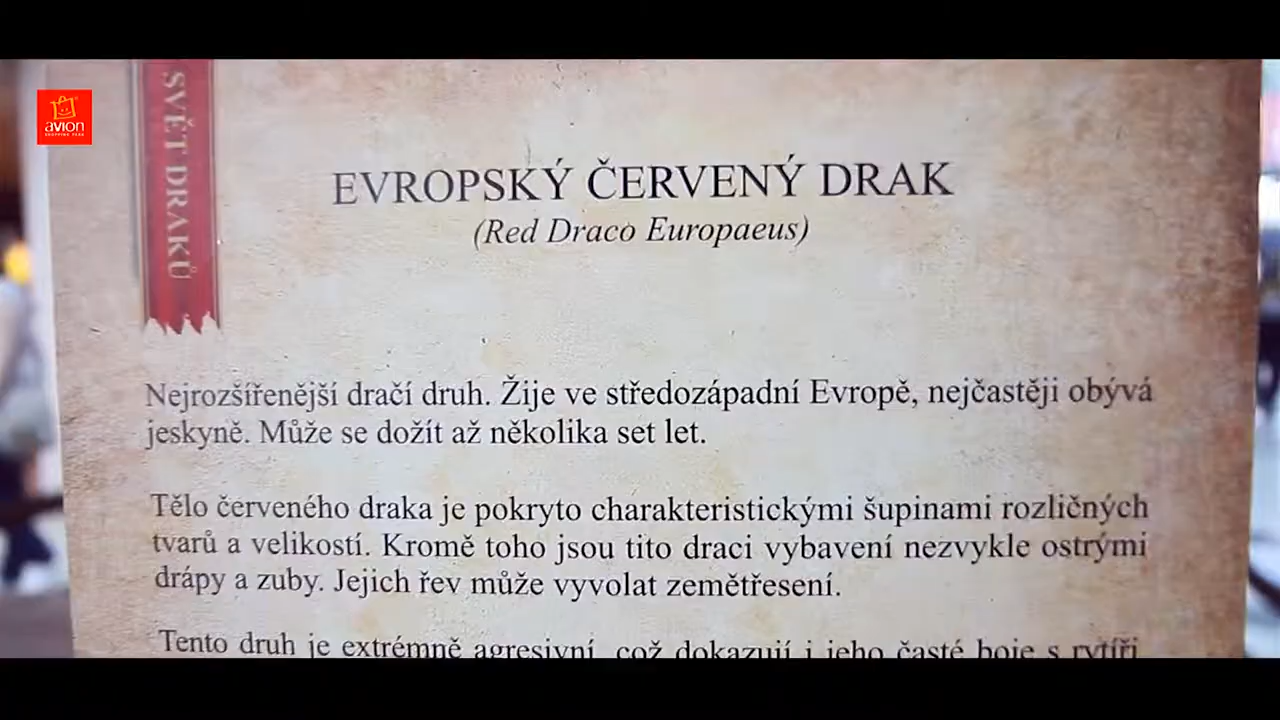 avion
SHOPPING PARK
SVĚT DRAKŮ
EVROPSKÝ ČERVENÝ DRAK
(Red Draco Europaeus)
Nejrozšířenější dračí druh. Žije ve středozápadní Evropě, nejčastěji obývá
jeskyně. Může se dožít až několika set let.
Tělo červeného draka je pokryto charakteristickými šupinami rozličných
tvarů a velikostí. Kromě toho jsou tito draci vybavení nezvykle ostrými
drápy a zuby. Jejich řev může vyvolat zemětřesení.
Tento druh je extrémně agresivní, což dokazují i jeho časté boje s rytíři.